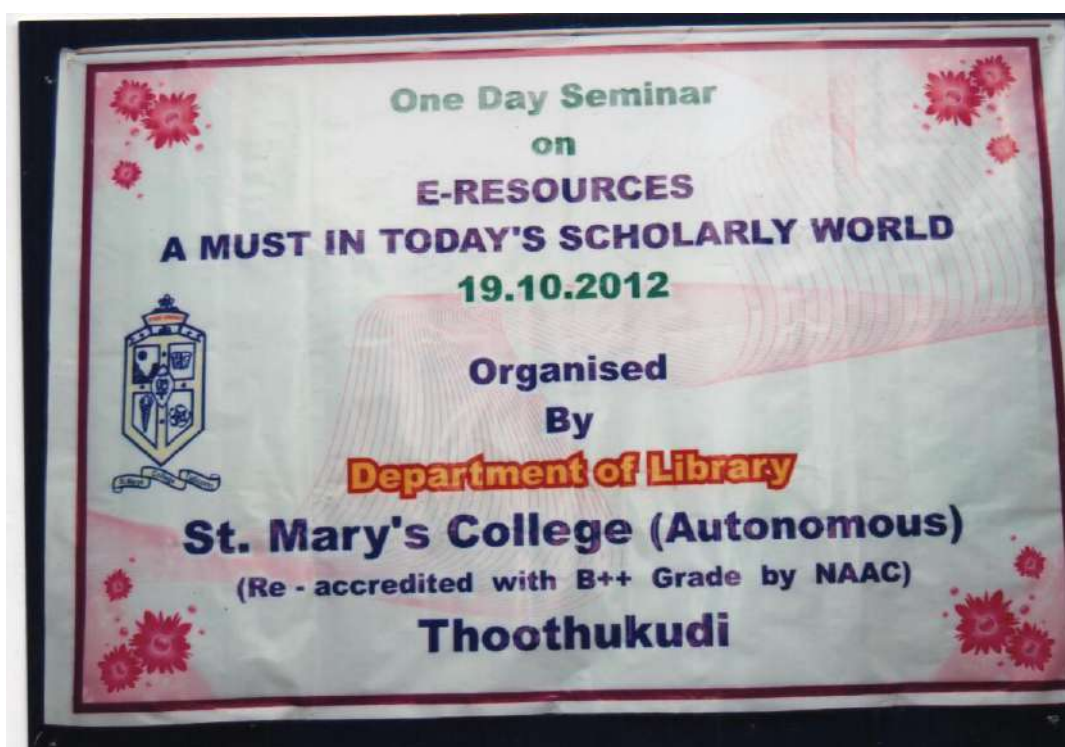 One Day Seminar
on
E-RESOURCES
A MUST IN TODAY'S SCHOLARLY WORLD
19.10.2012
Organised
By
Department of Library
St. Mary's College (Autonomous)
(Re - accredited with B++ Grade by NAAC)
Thoothukudi